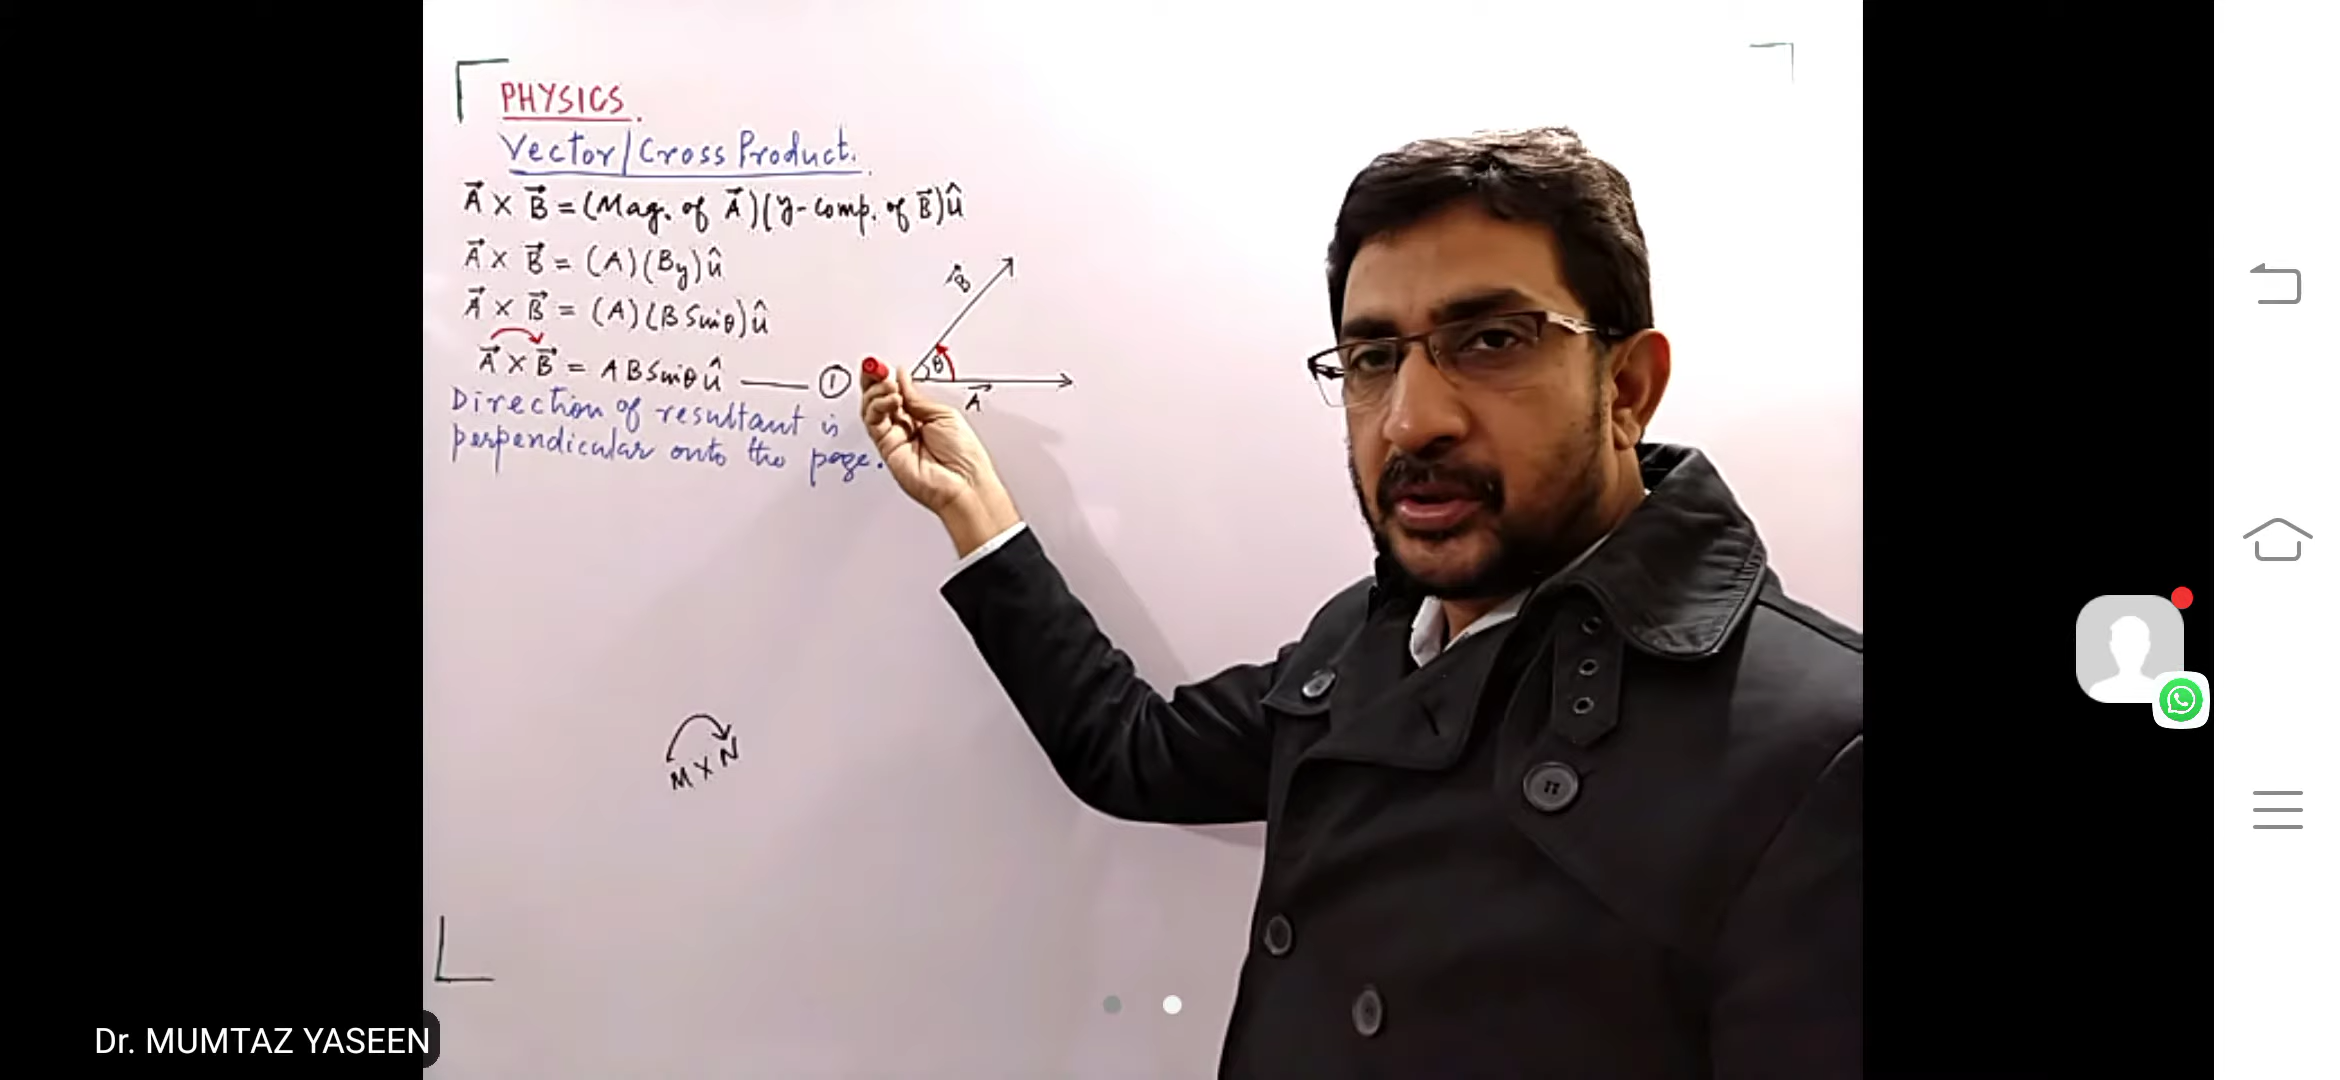 PHYSICS.
Vector/Cross Product.
A⃗ × B⃗ = (Mag. of A⃗)(y-comp. of B⃗)û
A⃗ × B⃗ = (A)(By)û
A⃗ × B⃗ = (A)(B Sinθ)û
A⃗ × B⃗ = A B Sinθ û —— ①
Direction of resultant is
perpendicular onto the page.
B⃗
θ
A⃗
M × N
Dr. MUMTAZ YASEEN